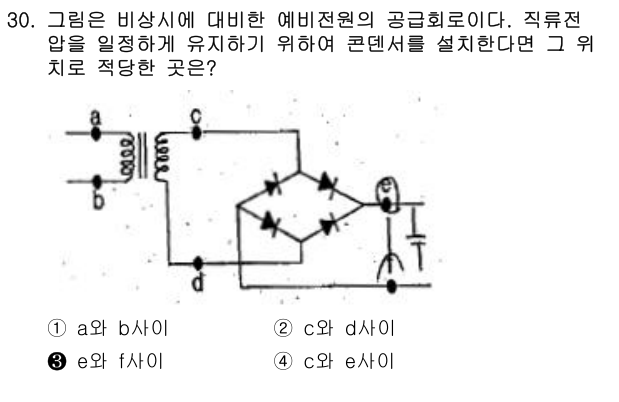 30. 그림은 비상시에 대비한 예비전원의 공급회로이다. 직류전
압을 일정하게 유지하기 위하여 콘덴서를 설치한다면 그 위
치로 적당한 곳은?
a
c
b
e
d
① a와 b사이
② c와 d사이
❸ e와 f사이
④ c와 e사이